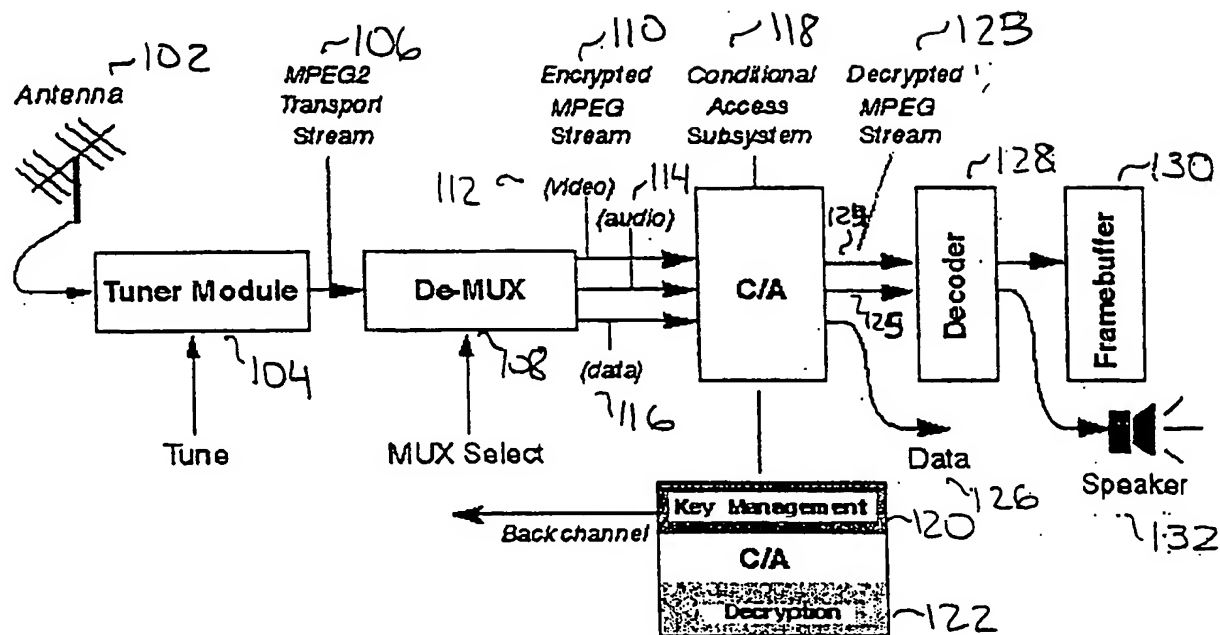 102
Antenna
106
MPEG2
Transport
Stream
110
Encrypted
MPEG
Stream
118
Conditional
Access
Subsystem
123
Decrypted
MPEG
Stream
112
(video)
114
(audio)
128
130
Tuner Module
De-MUX
C/A
125
Decoder
Framebuffer
104
108
(data)
116
Tune
MUX Select
Data
126
Speaker
132
Key Management
120
Back channel
C/A
Decryption
122